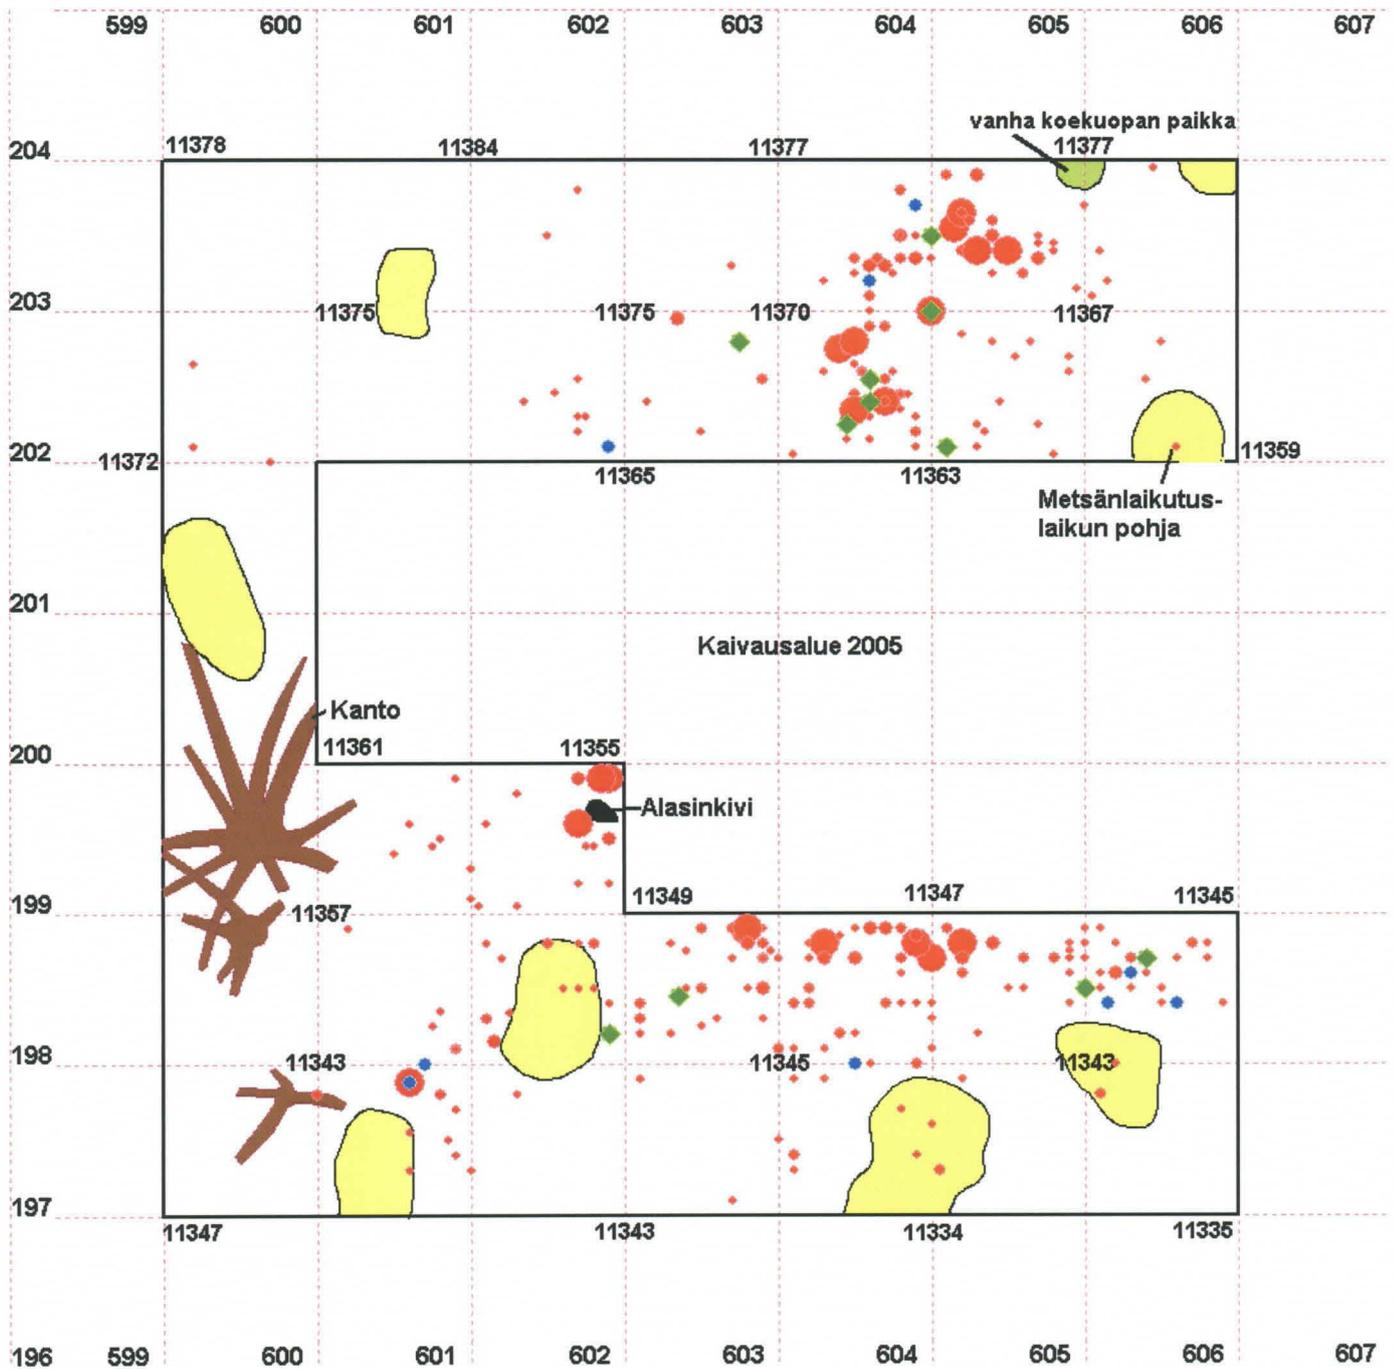 599 600 601 602 603 604 605 606 607
vanha koekuopan paikka
11378 11384 11377 11377
204
203 11375 11375 11370 11367
202 11372 11365 11363 11359
Metsänlaikutus-
laikun pohja
201
Kaivausalue 2005
Kanto
200 11361 11355
Alasinkivi
11349 11347 11345
199 11357
198 11343 11345 11343
197
11347 11343 11334 11335
196 599 600 601 602 603 604 605 606 607